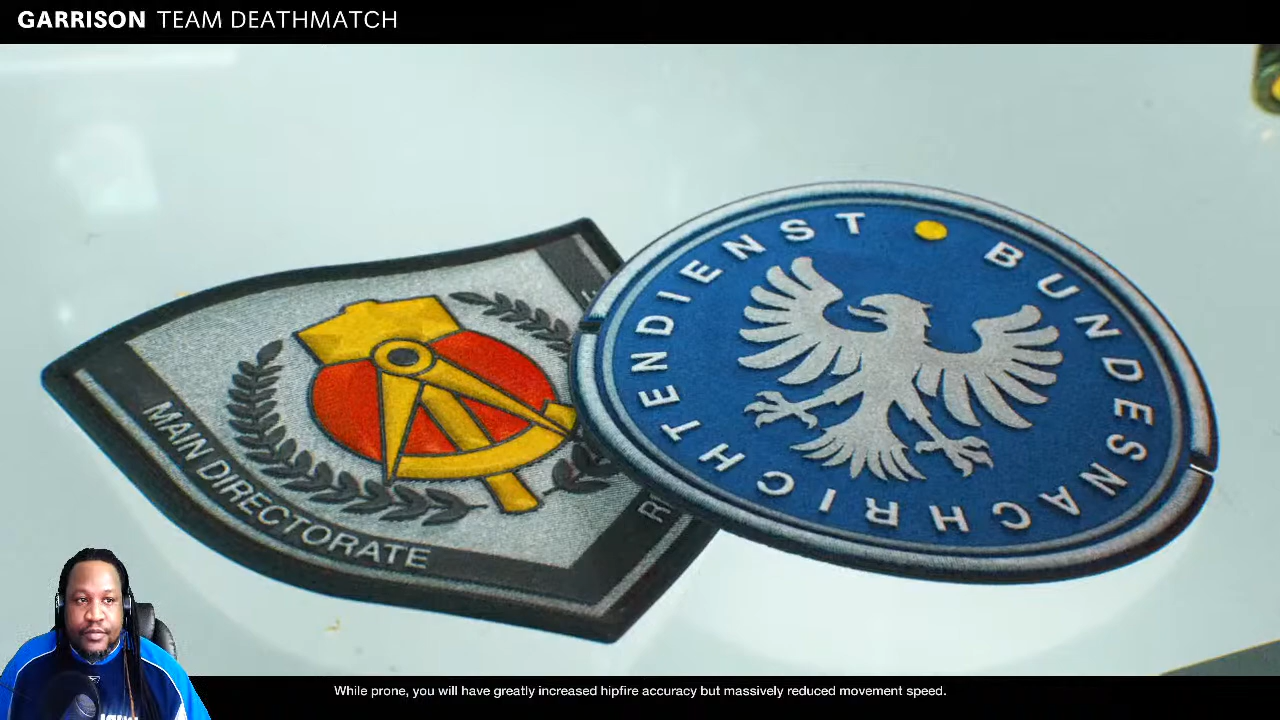 GARRISON TEAM DEATHMATCH
BUNDESNACHRICHTENDIENST
MAIN DIRECTORATE
While prone, you will have greatly increased hipfire accuracy but massively reduced movement speed.